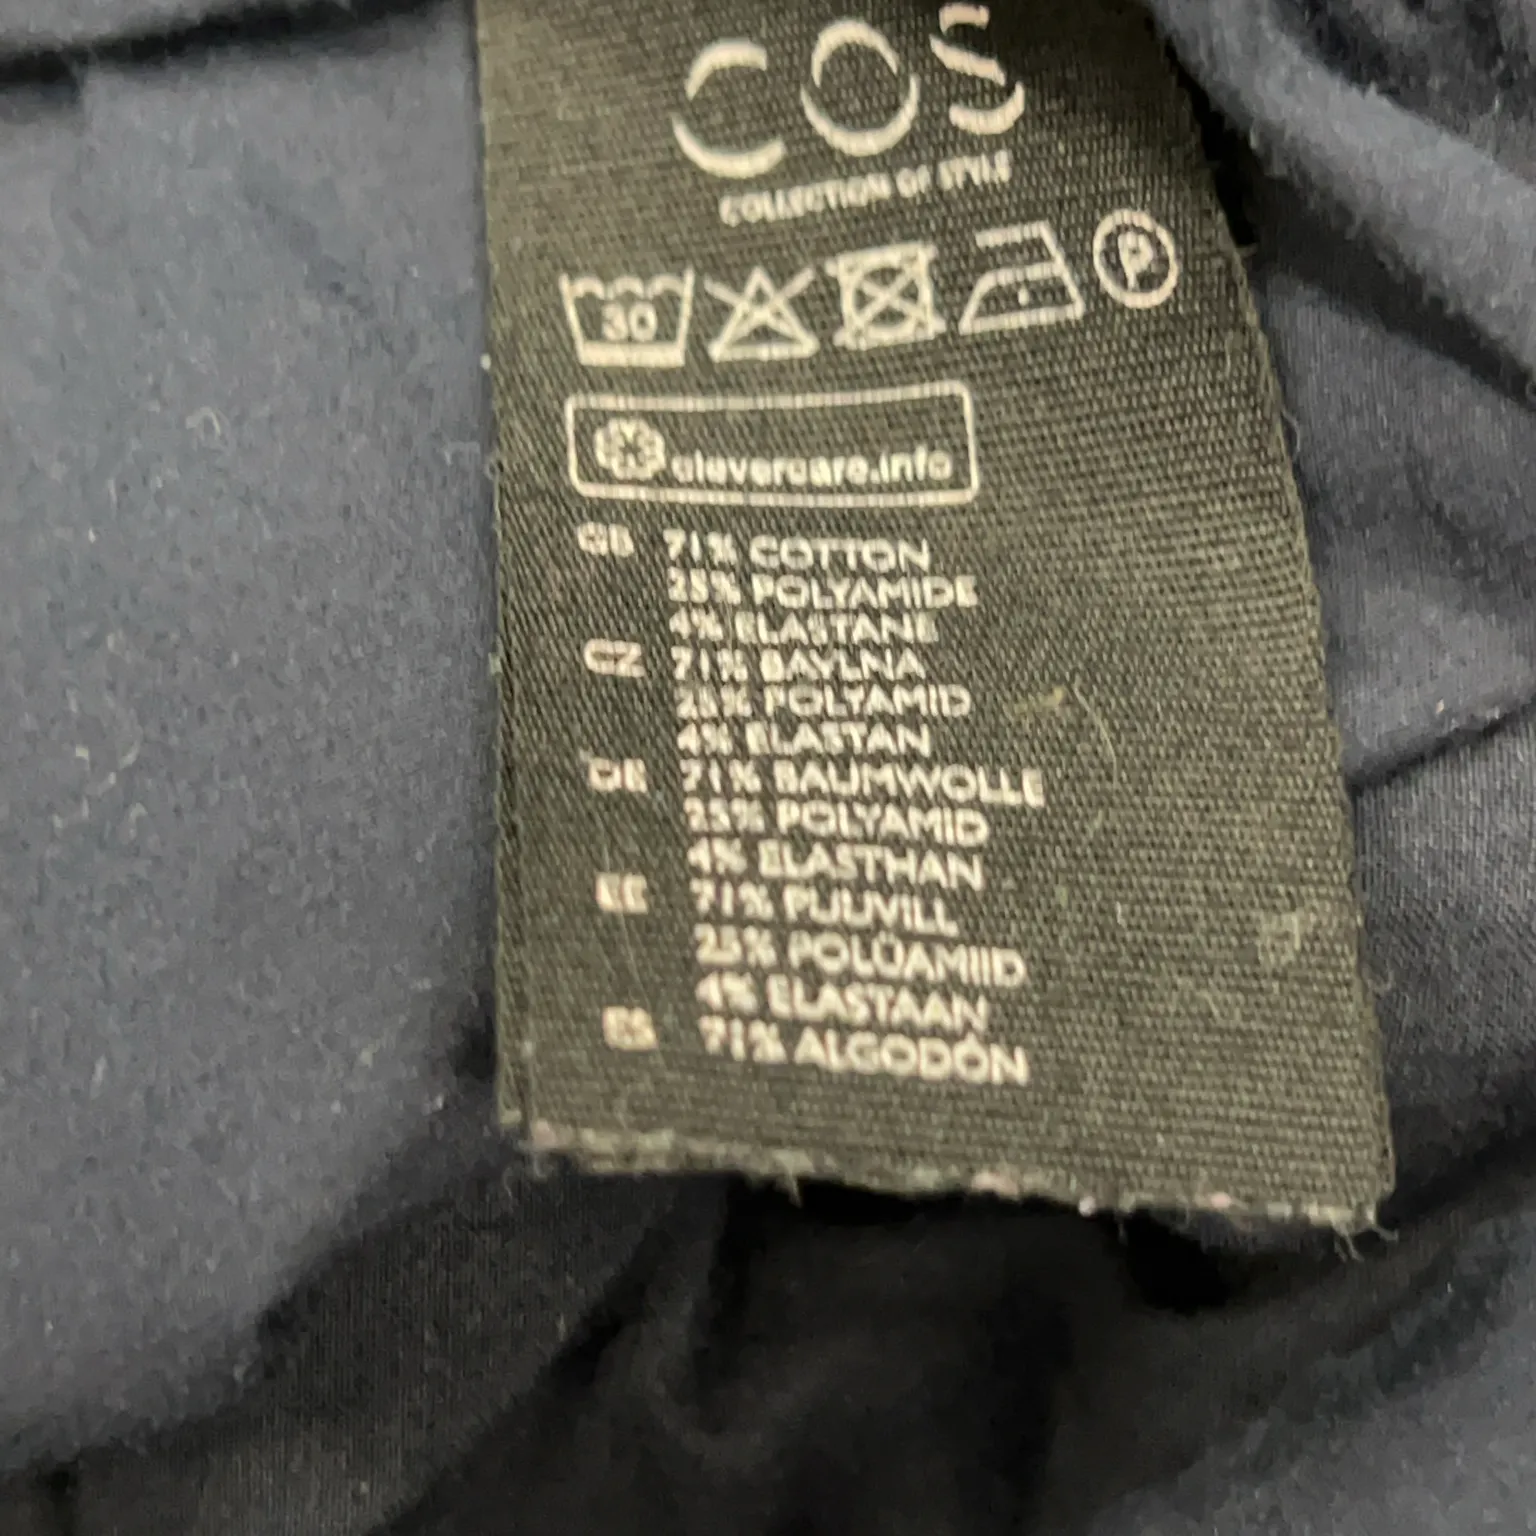 COS
COLLECTION OF STYLE
30 P
clevercare.info
GB 71% COTTON
25% POLYAMIDE
4% ELASTANE
CZ 71% BAVLNA
25% POLYAMID
4% ELASTAN
DE 71% BAUMWOLLE
25% POLYAMID
4% ELASTHAN
EE 71% PUUVILL
25% POLÜAMIID
4% ELASTAAN
ES 71% ALGODÓN